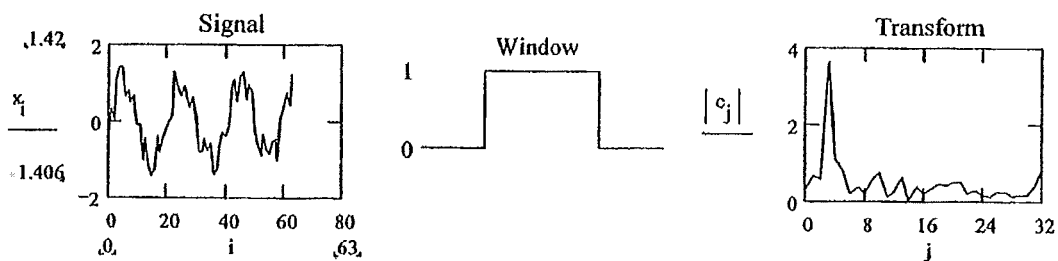 Signal
1.42
2
x_i
0
-1.406
-2
0 20 40 60 80
0 i 63
Window
1
0
Transform
4
|c_j|
2
0
0 8 16 24 32
j